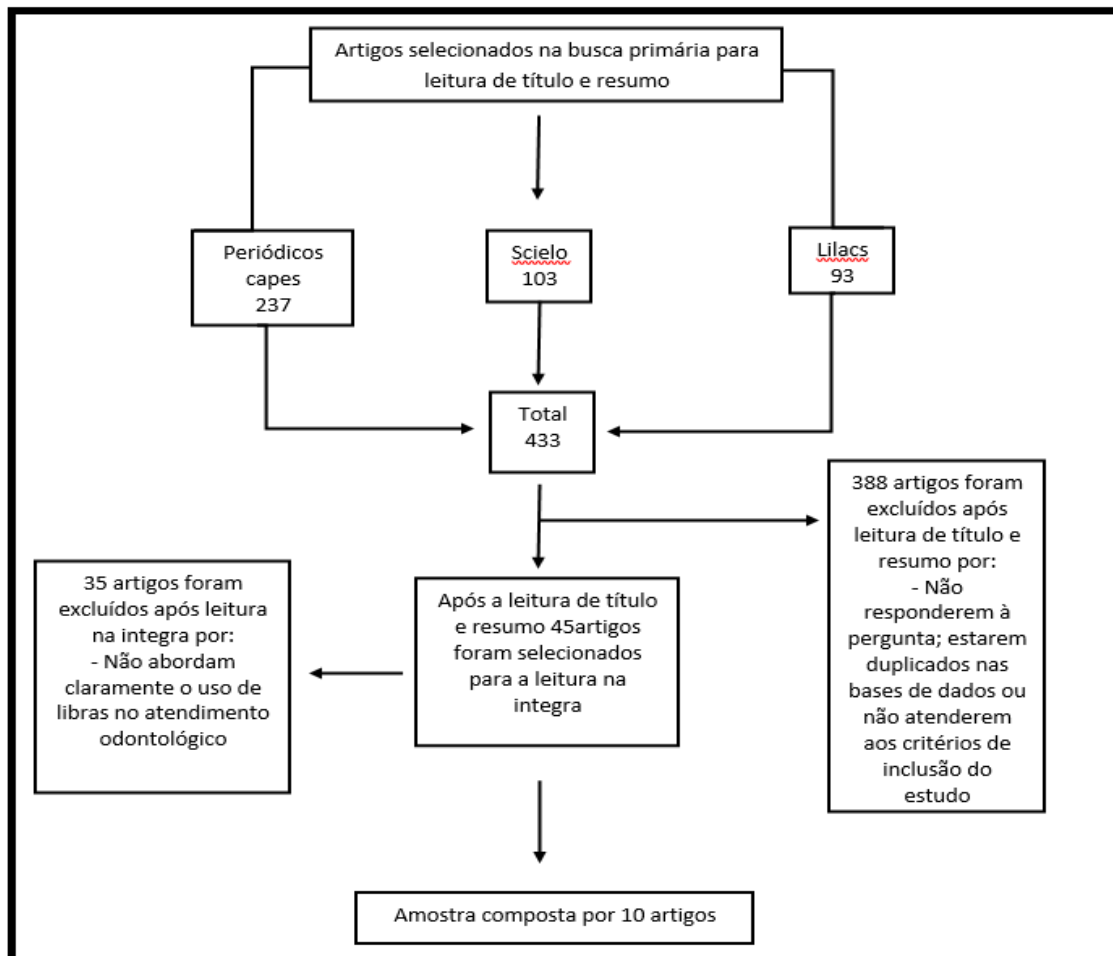 Artigos selecionados na busca primária para
leitura de título e resumo
Periódicos
capes
237
Scielo
103
Lilacs
93
Total
433
388 artigos foram
excluídos após
leitura de título e
resumo por:
- Não
responderem à
pergunta; estarem
duplicados nas
bases de dados ou
não atenderem
aos critérios de
inclusão do
estudo
35 artigos foram
excluídos após leitura
na integra por:
- Não abordam
claramente o uso de
libras no atendimento
odontológico
Após a leitura de título
e resumo 45artigos
foram selecionados
para a leitura na
integra
Amostra composta por 10 artigos